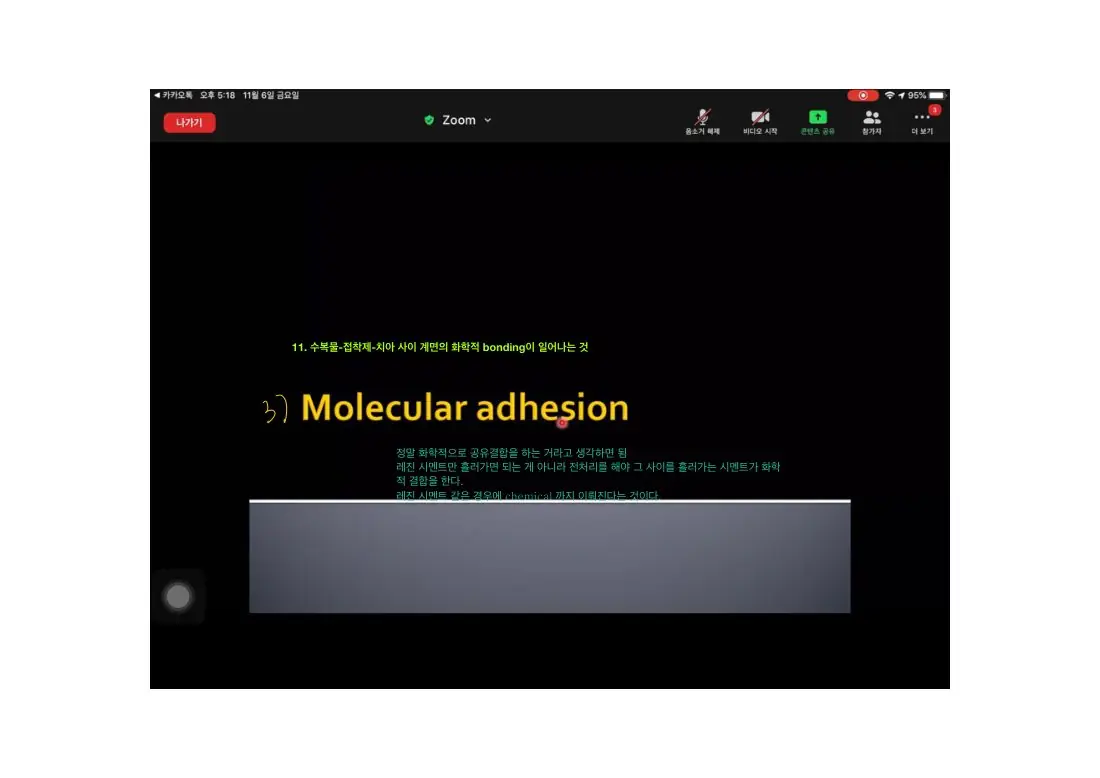 ◀ 카카오톡 오후 5:18 11월 6일 금요일
95%
나가기
Zoom
음소거 해제
비디오 시작
콘텐츠 공유
참가자
3
더 보기
11. 수복물-접착제-치아 사이 계면의 화학적 bonding이 일어나는 것
3) Molecular adhesion
정말 화학적으로 공유결합을 하는 거라고 생각하면 됨
레진 시멘트만 흘러가면 되는 게 아니라 전처리를 해야 그 사이를 흘러가는 시멘트가 화학
적 결합을 한다.
레진 시멘트 같은 경우에 chemical 까지 이뤄진다는 것이다.